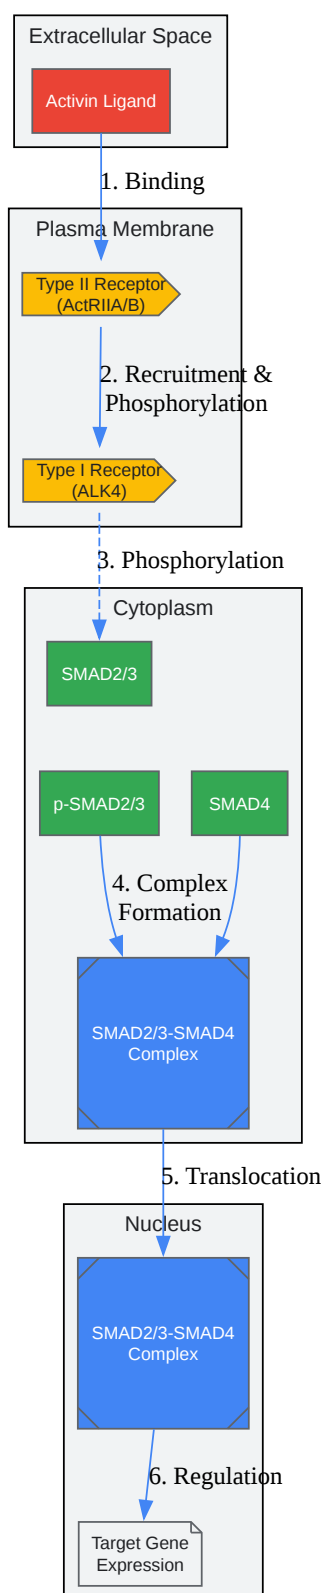 Extracellular Space
Activin Ligand
1. Binding
Plasma Membrane
Type II Receptor
(ActRIIA/B)
2. Recruitment &
Phosphorylation
Type I Receptor
(ALK4)
3. Phosphorylation
Cytoplasm
SMAD2/3
p-SMAD2/3
SMAD4
4. Complex
Formation
SMAD2/3-SMAD4
Complex
5. Translocation
Nucleus
SMAD2/3-SMAD4
Complex
6. Regulation
Target Gene
Expression